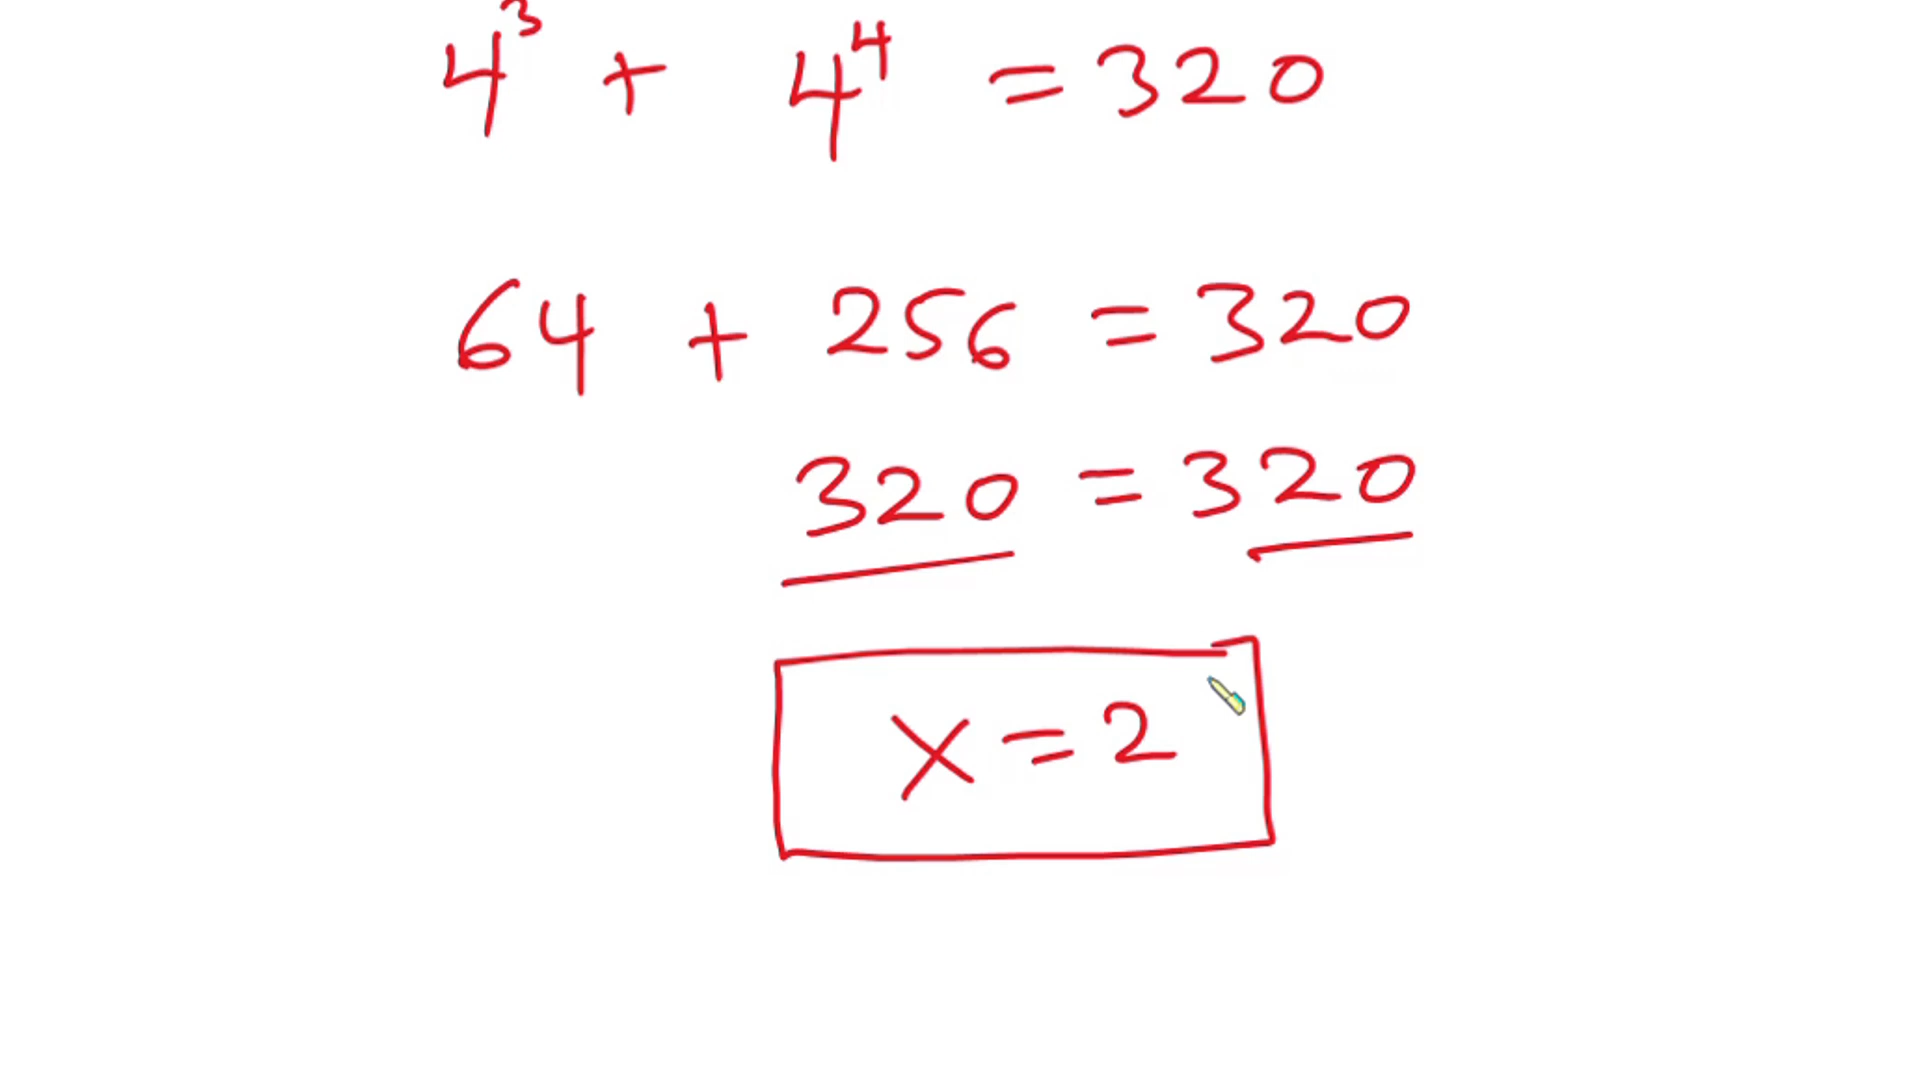 4³ + 4⁴ = 320
64 + 256 = 320
320 = 320
x = 2